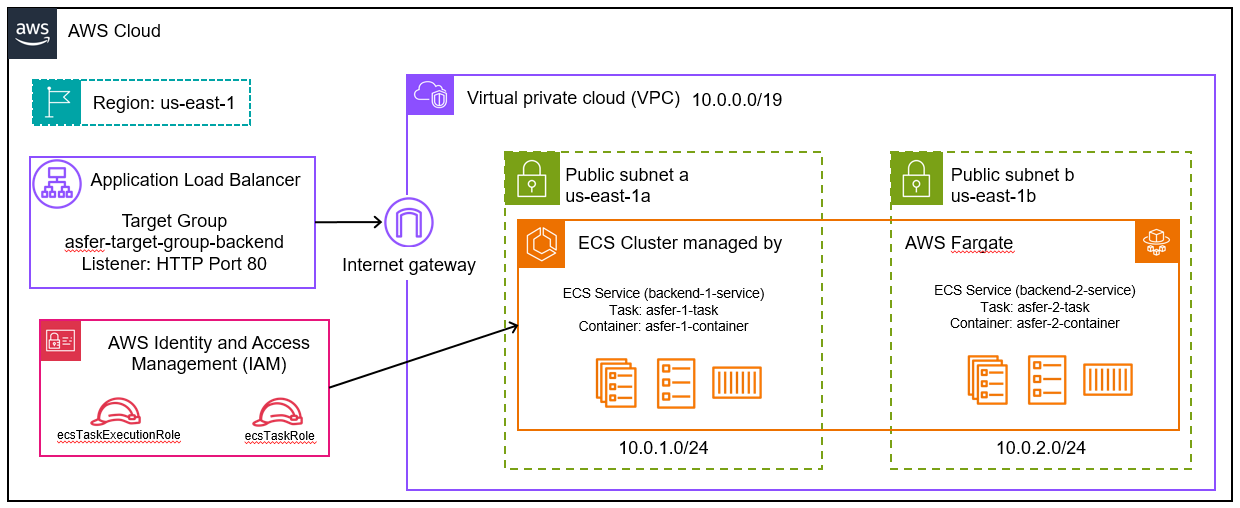 aws
AWS Cloud
Region: us-east-1
Virtual private cloud (VPC) 10.0.0.0/19
Application Load Balancer
Target Group
asfer-target-group-backend
Listener: HTTP Port 80
Internet gateway
AWS Identity and Access
Management (IAM)
ecsTaskExecutionRole
ecsTaskRole
Public subnet a
us-east-1a
Public subnet b
us-east-1b
ECS Cluster managed by
AWS Fargate
ECS Service (backend-1-service)
Task: asfer-1-task
Container: asfer-1-container
ECS Service (backend-2-service)
Task: asfer-2-task
Container: asfer-2-container
10.0.1.0/24
10.0.2.0/24